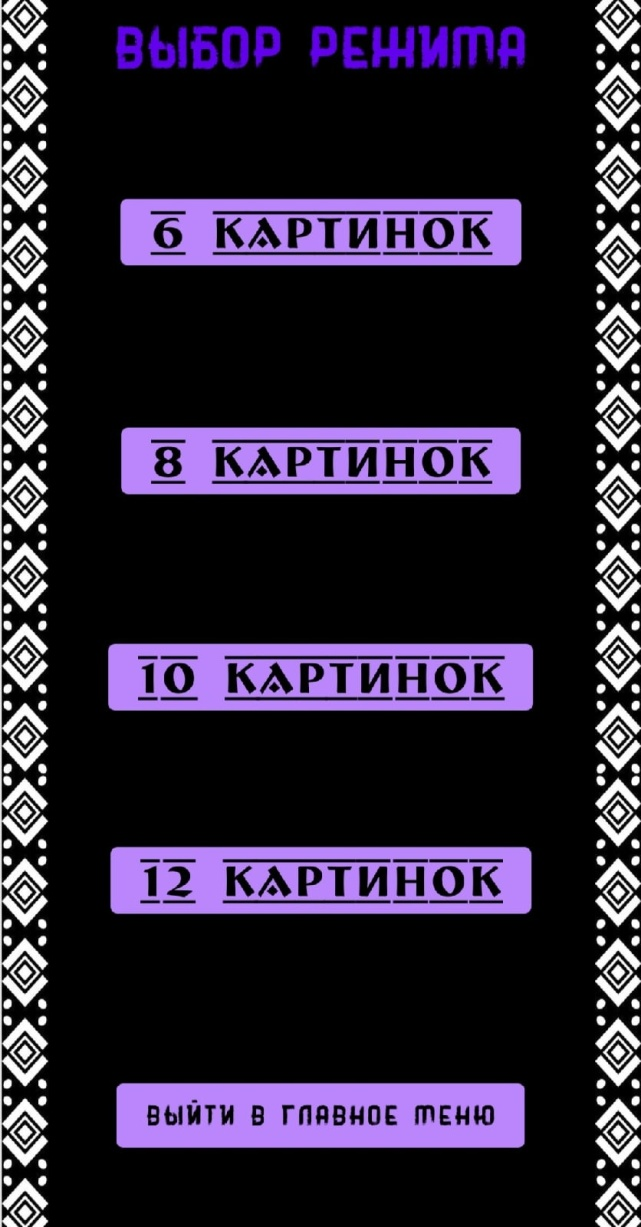 ВЫБОР РЕЖИМА
6 КАРТИНОК
8 КАРТИНОК
10 КАРТИНОК
12 КАРТИНОК
ВЫЙТИ В ГЛАВНОЕ МЕНЮ